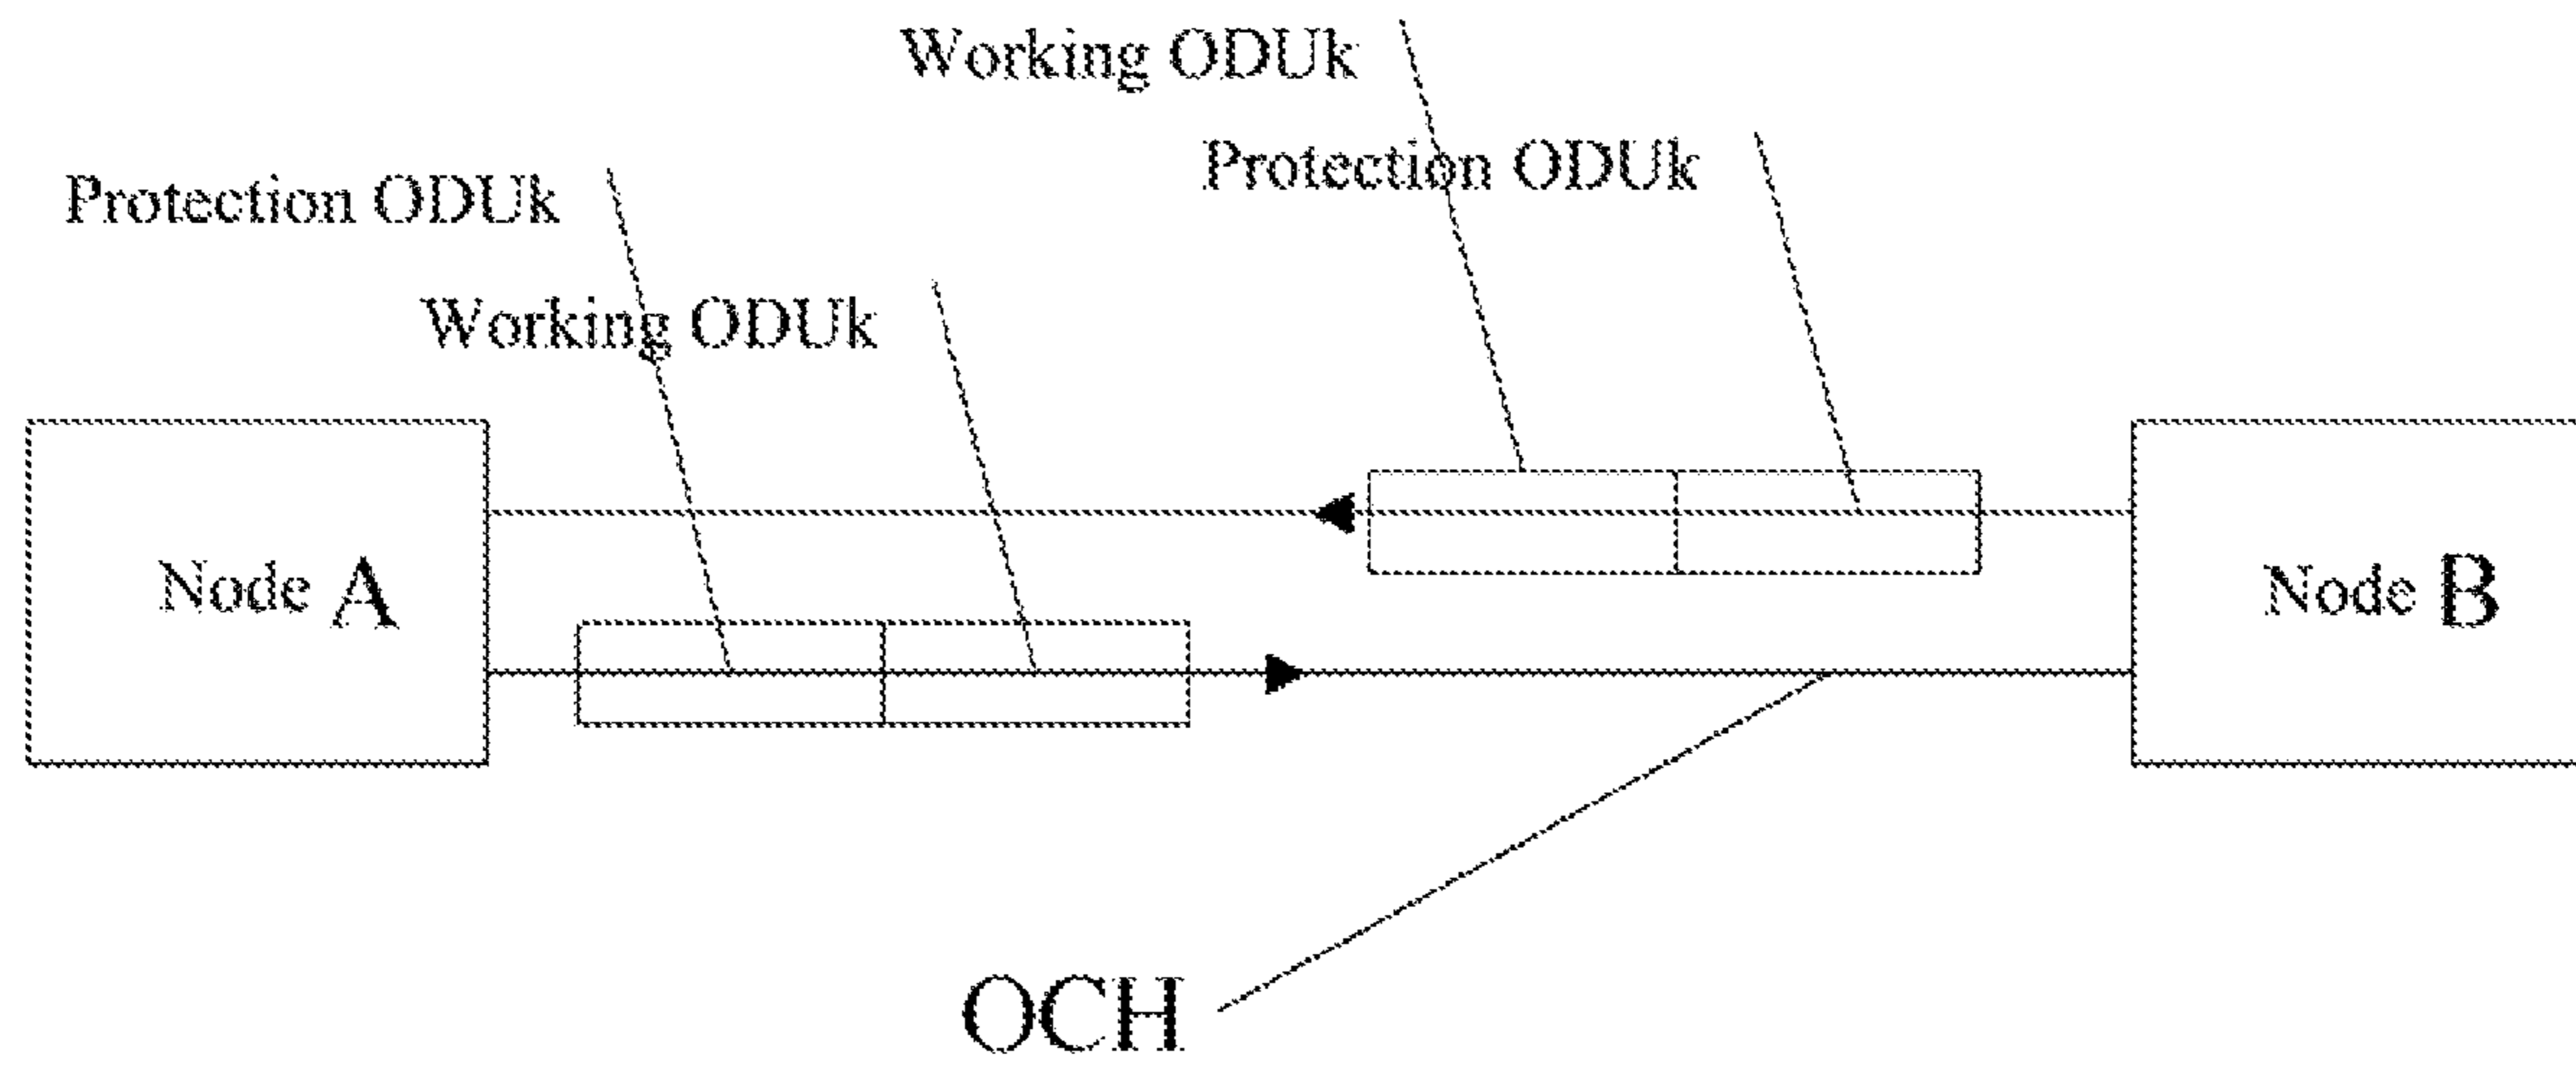 Working ODUk
Protection ODUk
Protection ODUk
Working ODUk
Node A
Node B
OCH